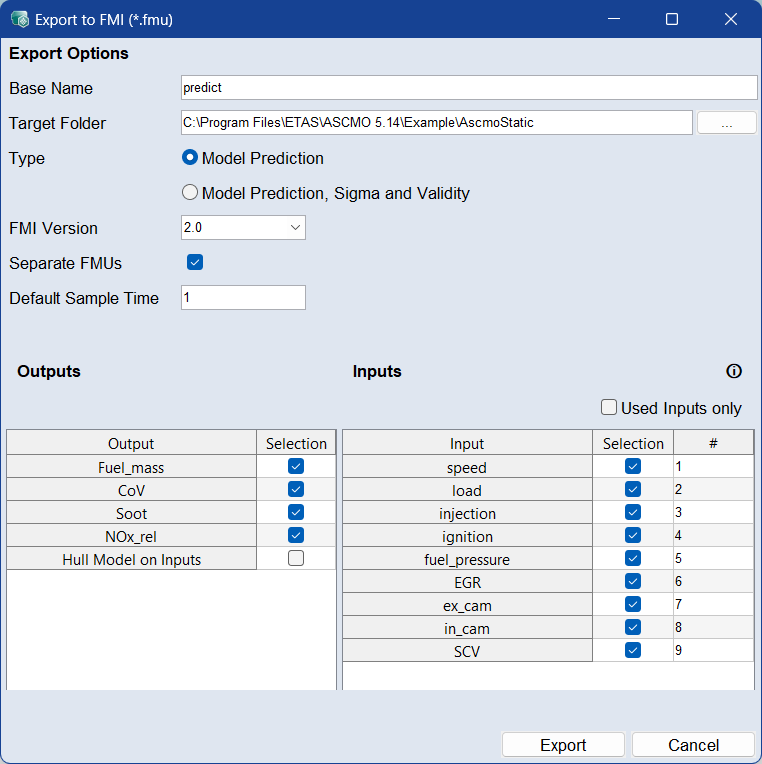 Export to FMI (*.fmu)
Export Options
Base Name predict
Target Folder C:\Program Files\ETAS\ASCMO 5.14\Example\AscmoStatic ...
Type Model Prediction
Model Prediction, Sigma and Validity
FMI Version 2.0
Separate FMUs
Default Sample Time 1
Outputs Inputs
Used Inputs only
Output Selection Input Selection #
Fuel_mass speed 1
CoV load 2
Soot injection 3
NOx_rel ignition 4
Hull Model on Inputs fuel_pressure 5
EGR 6
ex_cam 7
in_cam 8
SCV 9
Export Cancel